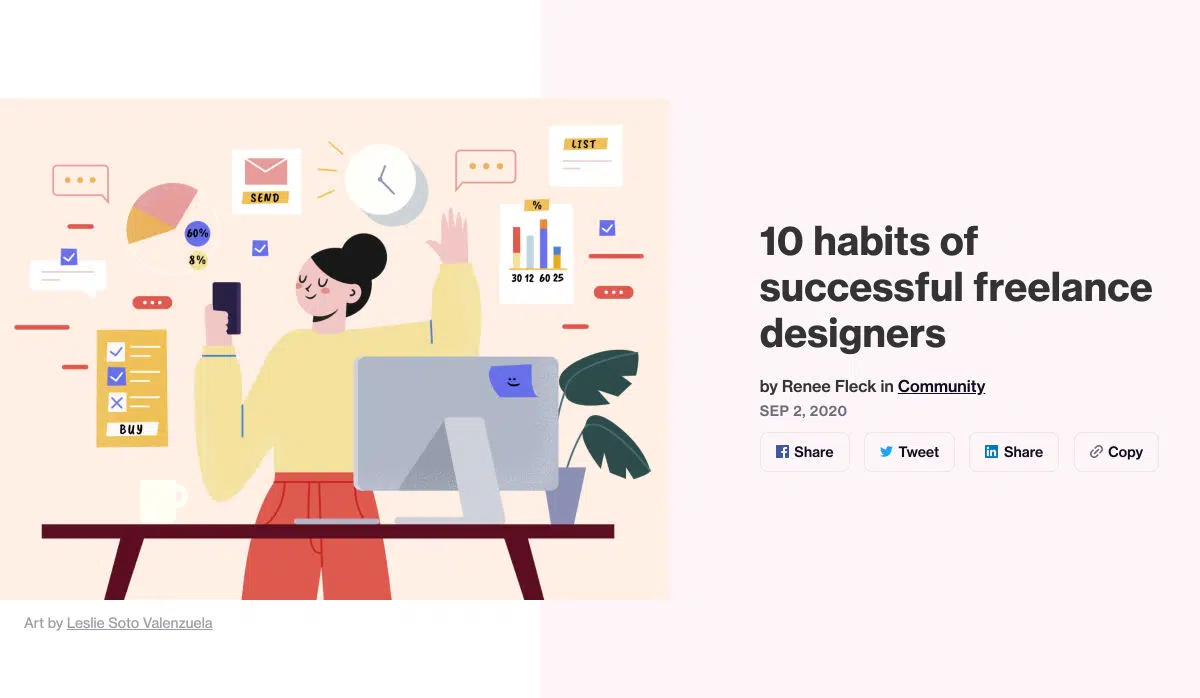 LIST
SEND
%
60%
8%
30 12 60 25
BUY
10 habits of
successful freelance
designers
by Renee Fleck in Community
SEP 2, 2020
Share
Tweet
Share
Copy
Art by Leslie Soto Valenzuela